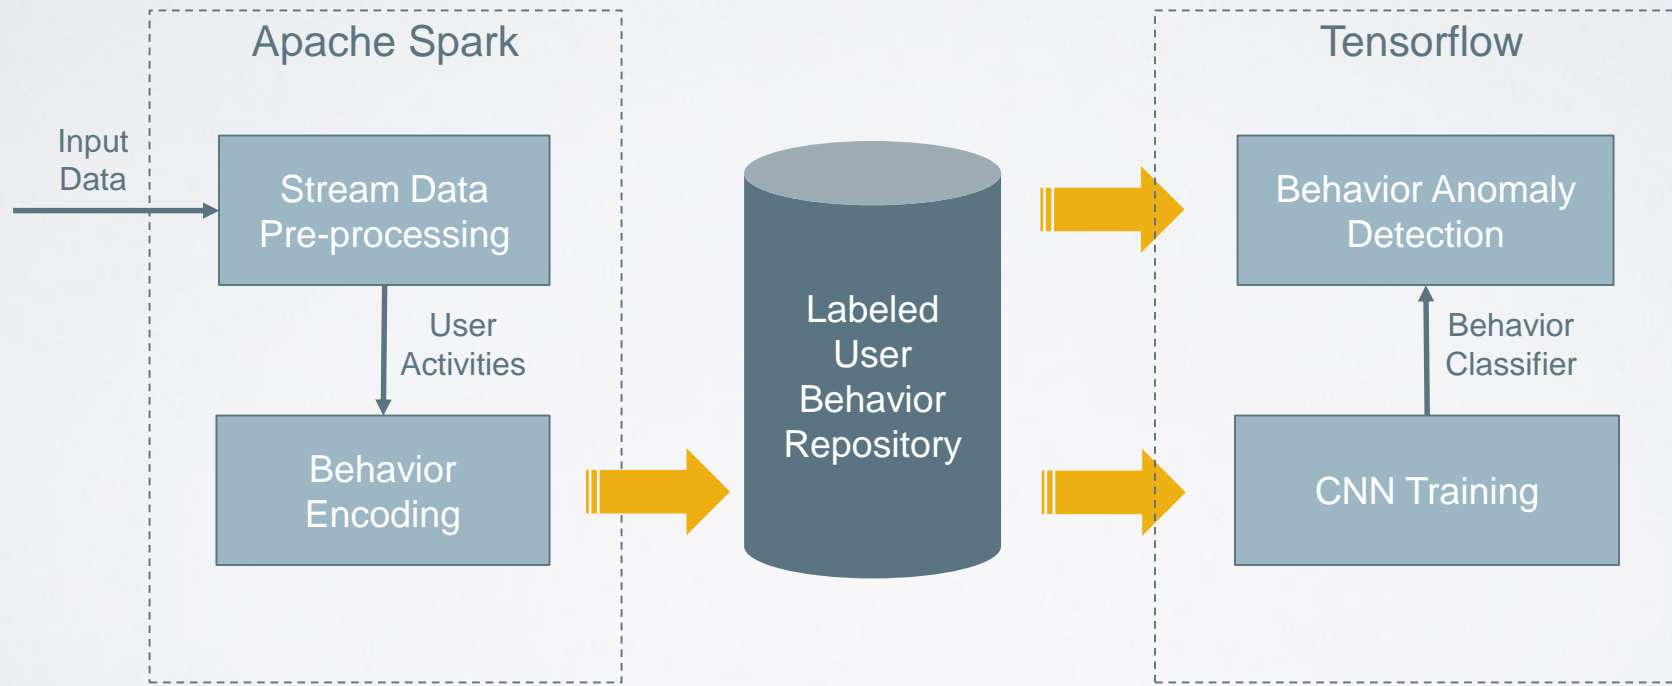 Apache Spark
Input
Data
Stream Data
Pre-processing
User
Activities
Behavior
Encoding
Labeled
User
Behavior
Repository
Tensorflow
Behavior Anomaly
Detection
Behavior
Classifier
CNN Training